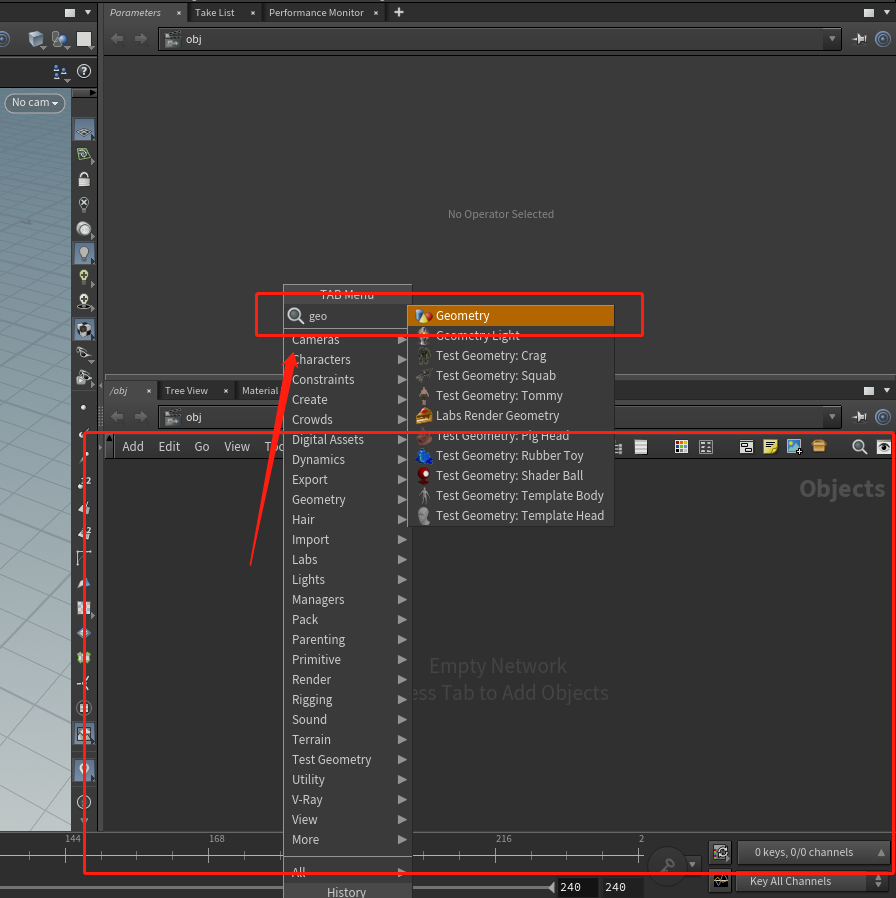 Parameters
Take List
Performance Monitor
obj
No cam
No Operator Selected
TAB Menu
geo
Geometry
Geometry Light
Test Geometry: Crag
Test Geometry: Squab
Test Geometry: Tommy
Labs Render Geometry
Test Geometry: Pig Head
Test Geometry: Rubber Toy
Test Geometry: Shader Ball
Test Geometry: Template Body
Test Geometry: Template Head
Cameras
Characters
Constraints
Create
Crowds
Digital Assets
Dynamics
Export
Geometry
Hair
Import
Labs
Lights
Managers
Pack
Parenting
Primitive
Render
Rigging
Sound
Terrain
Test Geometry
Utility
V-Ray
View
More
All
History
/obj
Tree View
Material
obj
Add Edit Go View
Objects
Empty Network
ess Tab to Add Objects
144 168 216 2
0 keys, 0/0 channels
240 240
Key All Channels